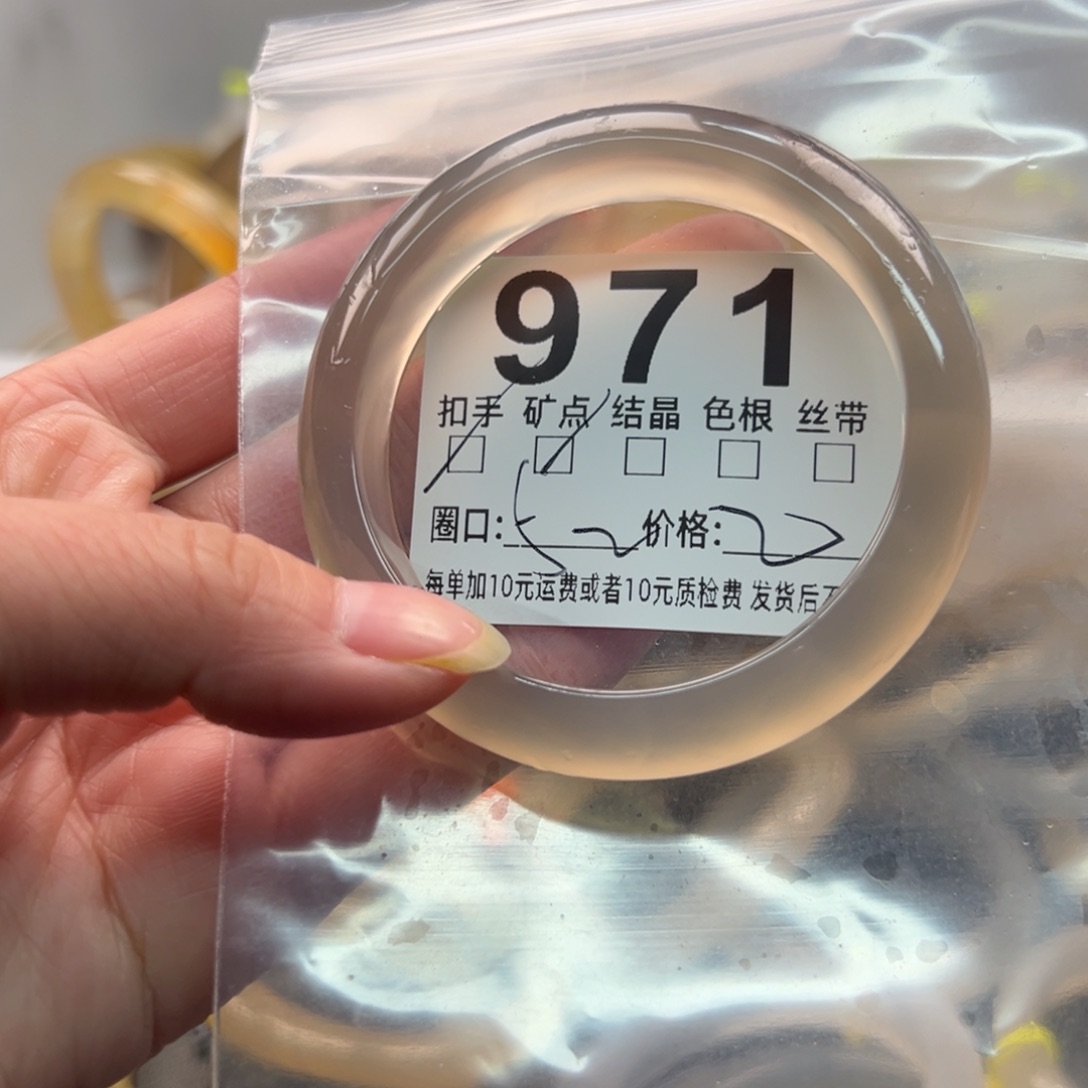 971
扣手 矿点 结晶 色根 丝带
圈口: 价格:
每单加10元运费或者10元质检费 发货后